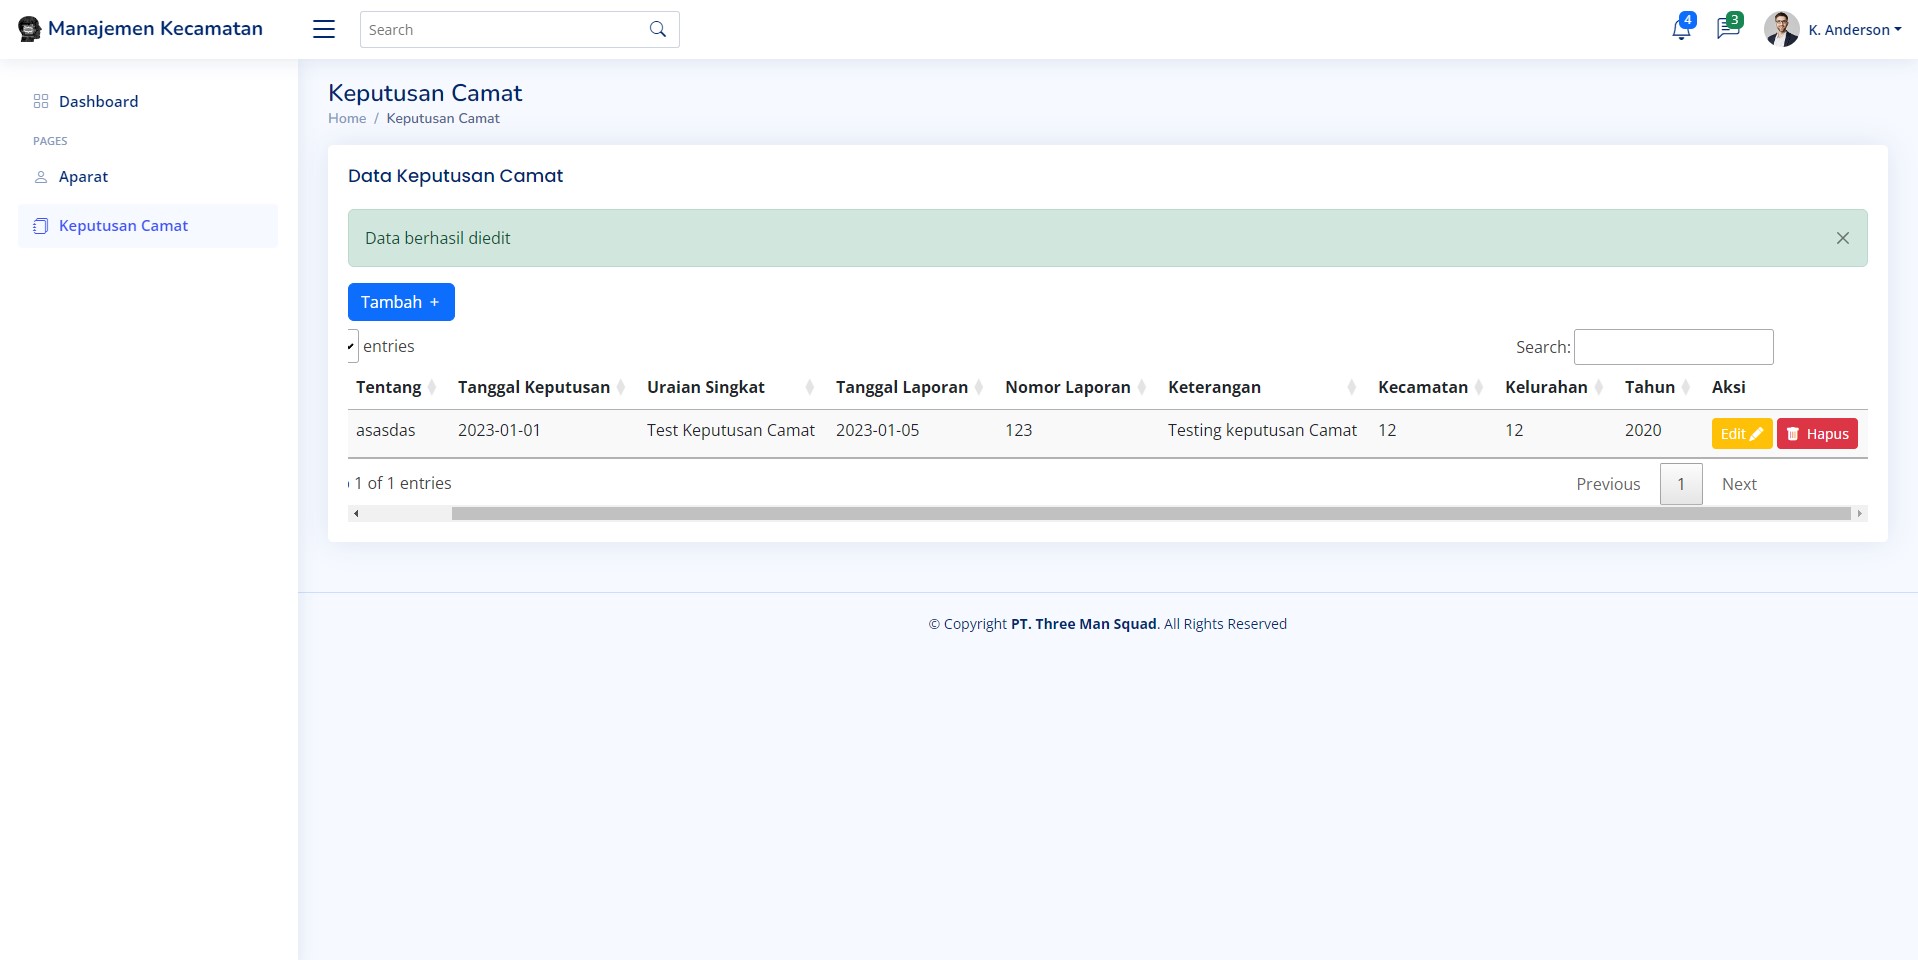 Manajemen Kecamatan
Search
4
3
K. Anderson
Dashboard
PAGES
Aparat
Keputusan Camat
Keputusan Camat
Home / Keputusan Camat
Data Keputusan Camat
Data berhasil diedit
Tambah +
entries
Search:
Tentang Tanggal Keputusan Uraian Singkat Tanggal Laporan Nomor Laporan Keterangan Kecamatan Kelurahan Tahun Aksi
asasdas 2023-01-01 Test Keputusan Camat 2023-01-05 123 Testing keputusan Camat 12 12 2020 Edit Hapus
1 of 1 entries
Previous 1 Next
© Copyright PT. Three Man Squad. All Rights Reserved